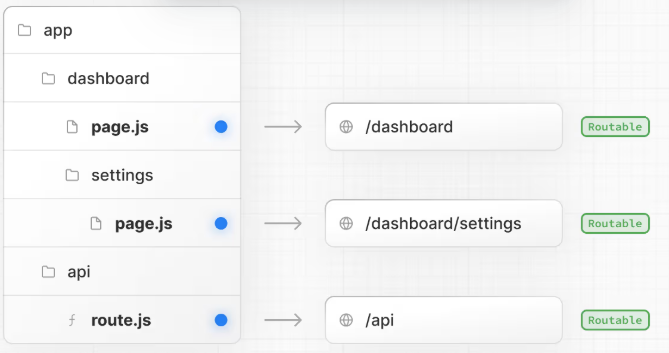 app
dashboard
page.js /dashboard Routable
settings
page.js /dashboard/settings Routable
api
route.js /api Routable